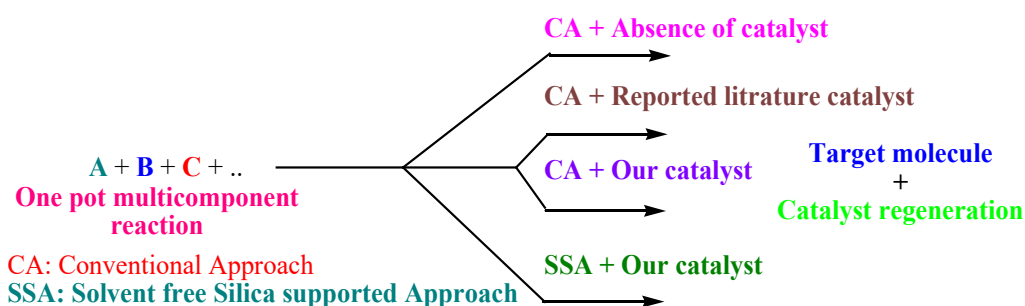 CA + Absence of catalyst
CA + Reported litrature catalyst
A + B + C + ..
One pot multicomponent
reaction
CA + Our catalyst
Target molecule
+
Catalyst regeneration
CA: Conventional Approach
SSA: Solvent free Silica supported Approach
SSA + Our catalyst